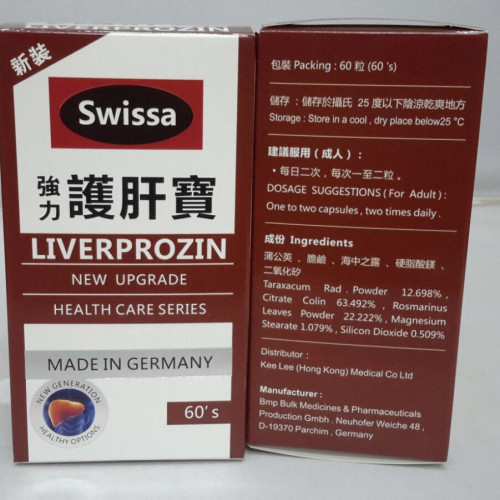 新裝
Swissa
強力 護肝寶
LIVERPROZIN
NEW UPGRADE
HEALTH CARE SERIES
MADE IN GERMANY
NEW GENERATION
HEALTHY OPTIONS
60's
包裝 Packing : 60 粒 (60 's)
儲存 : 儲存於攝氏 25 度以下陰涼乾爽地方
Storage : Store in a cool , dry place below25 °C
建議服用 ( 成人 ) :
• 每日二次，每次一至二粒。
DOSAGE SUGGESTIONS ( For Adult) :
One to two capsules , two times daily .
成份 Ingredients
蒲公英 、膽鹼 、海中之露 、硬脂酸鎂 、
二氧化矽
Taraxacum Rad . Powder 12.698% ,
Citrate Colin 63.492% , Rosmarinus
Leaves Powder 22.222% , Magnesium
Stearate 1.079% , Silicon Dioxide 0.509%
Distributor :
Kee Lee (Hong Kong) Medical Co Ltd
Manufacturer :
Bmp Bulk Medicines & Pharmaceuticals
Production Gmbh . Neuhofer Weiche 48 ,
D-19370 Parchim , Germany